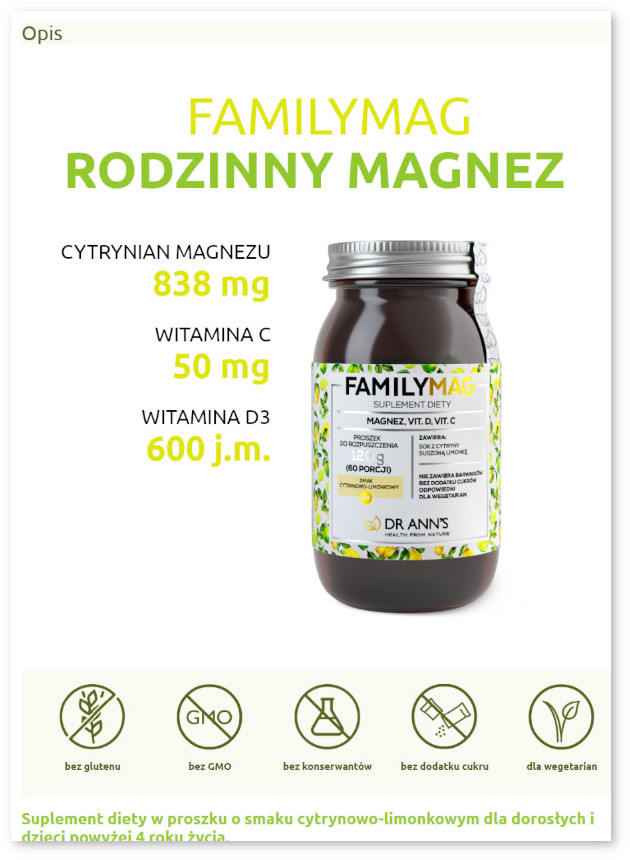 Opis
FAMILYMAG
RODZINNY MAGNEZ
CYTRYNIAN MAGNEZU
838 mg
WITAMINA C
50 mg
WITAMINA D3
600 j.m.
FAMILYMAG
SUPLEMENT DIETY
MAGNEZ, VIT. D, VIT. C
PROSZEK
DO ROZPUSZCZENIA
120 g
(60 PORCJI)
SMAK
CYTRYNOWO-LIMONKOWY
ZAWIERA:
SOK Z CYTRYNY
SUSZONĄ LIMONKĘ
NIE ZAWIERA BARWNIKÓW
BEZ DODATKU CUKRÓW
ODPOWIEDNI
DLA WEGETARIAN
DR ANN'S
HEALTH FROM NATURE
GMO
bez glutenu
bez GMO
bez konserwantów
bez dodatku cukru
dla wegetarian
Suplement diety w proszku o smaku cytrynowo-limonkowym dla dorosłych i
dzieci powyżej 4 roku życia.